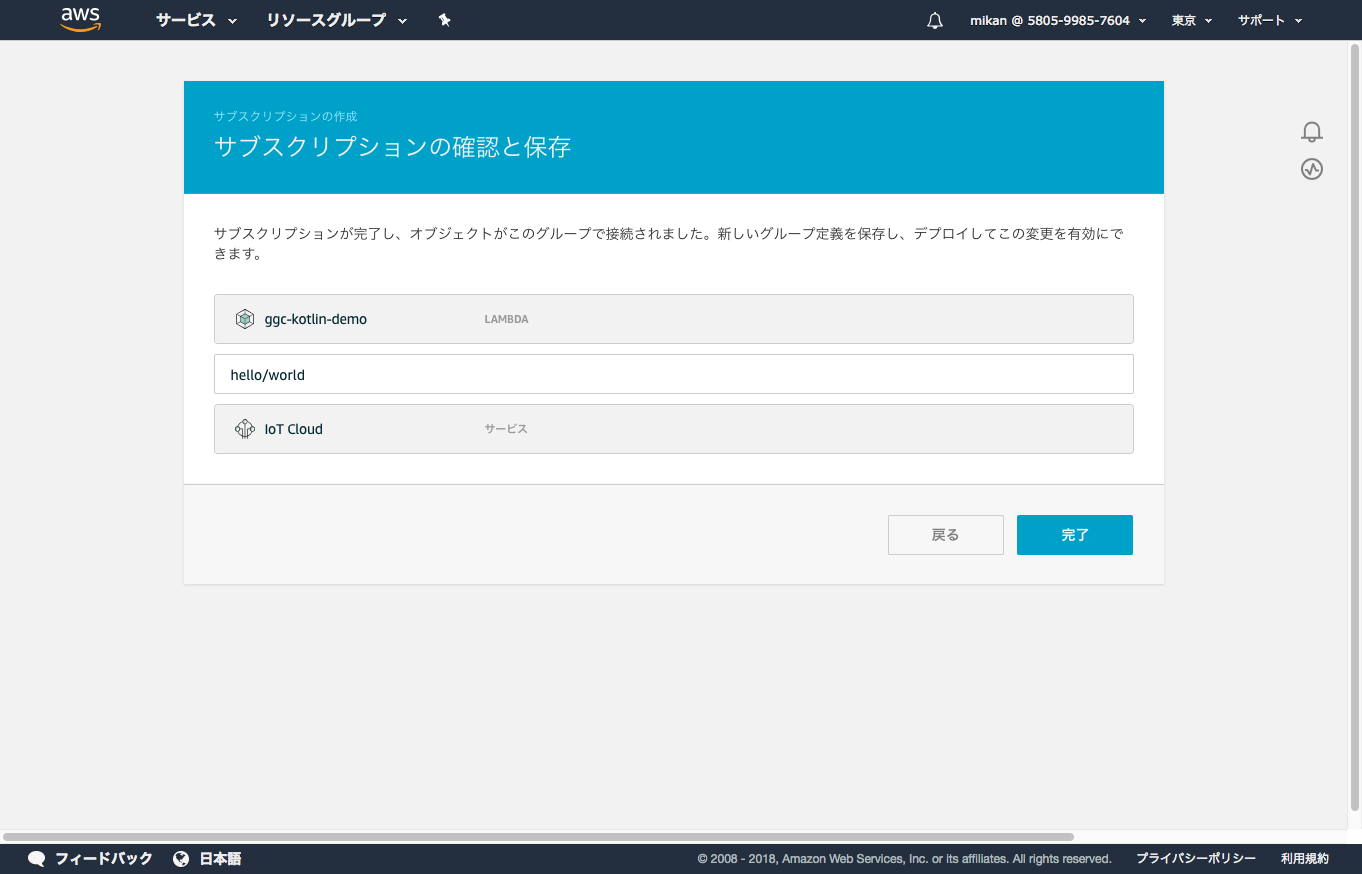 aws サービス リソースグループ mikan @ 5805-9985-7604 東京 サポート
サブスクリプションの作成
サブスクリプションの確認と保存
サブスクリプションが完了し、オブジェクトがこのグループで接続されました。新しいグループ定義を保存し、デプロイしてこの変更を有効にで
きます。
ggc-kotlin-demo LAMBDA
hello/world
IoT Cloud サービス
戻る 完了
フィードバック 日本語 © 2008 - 2018, Amazon Web Services, Inc. or its affiliates. All rights reserved. プライバシーポリシー 利用規約